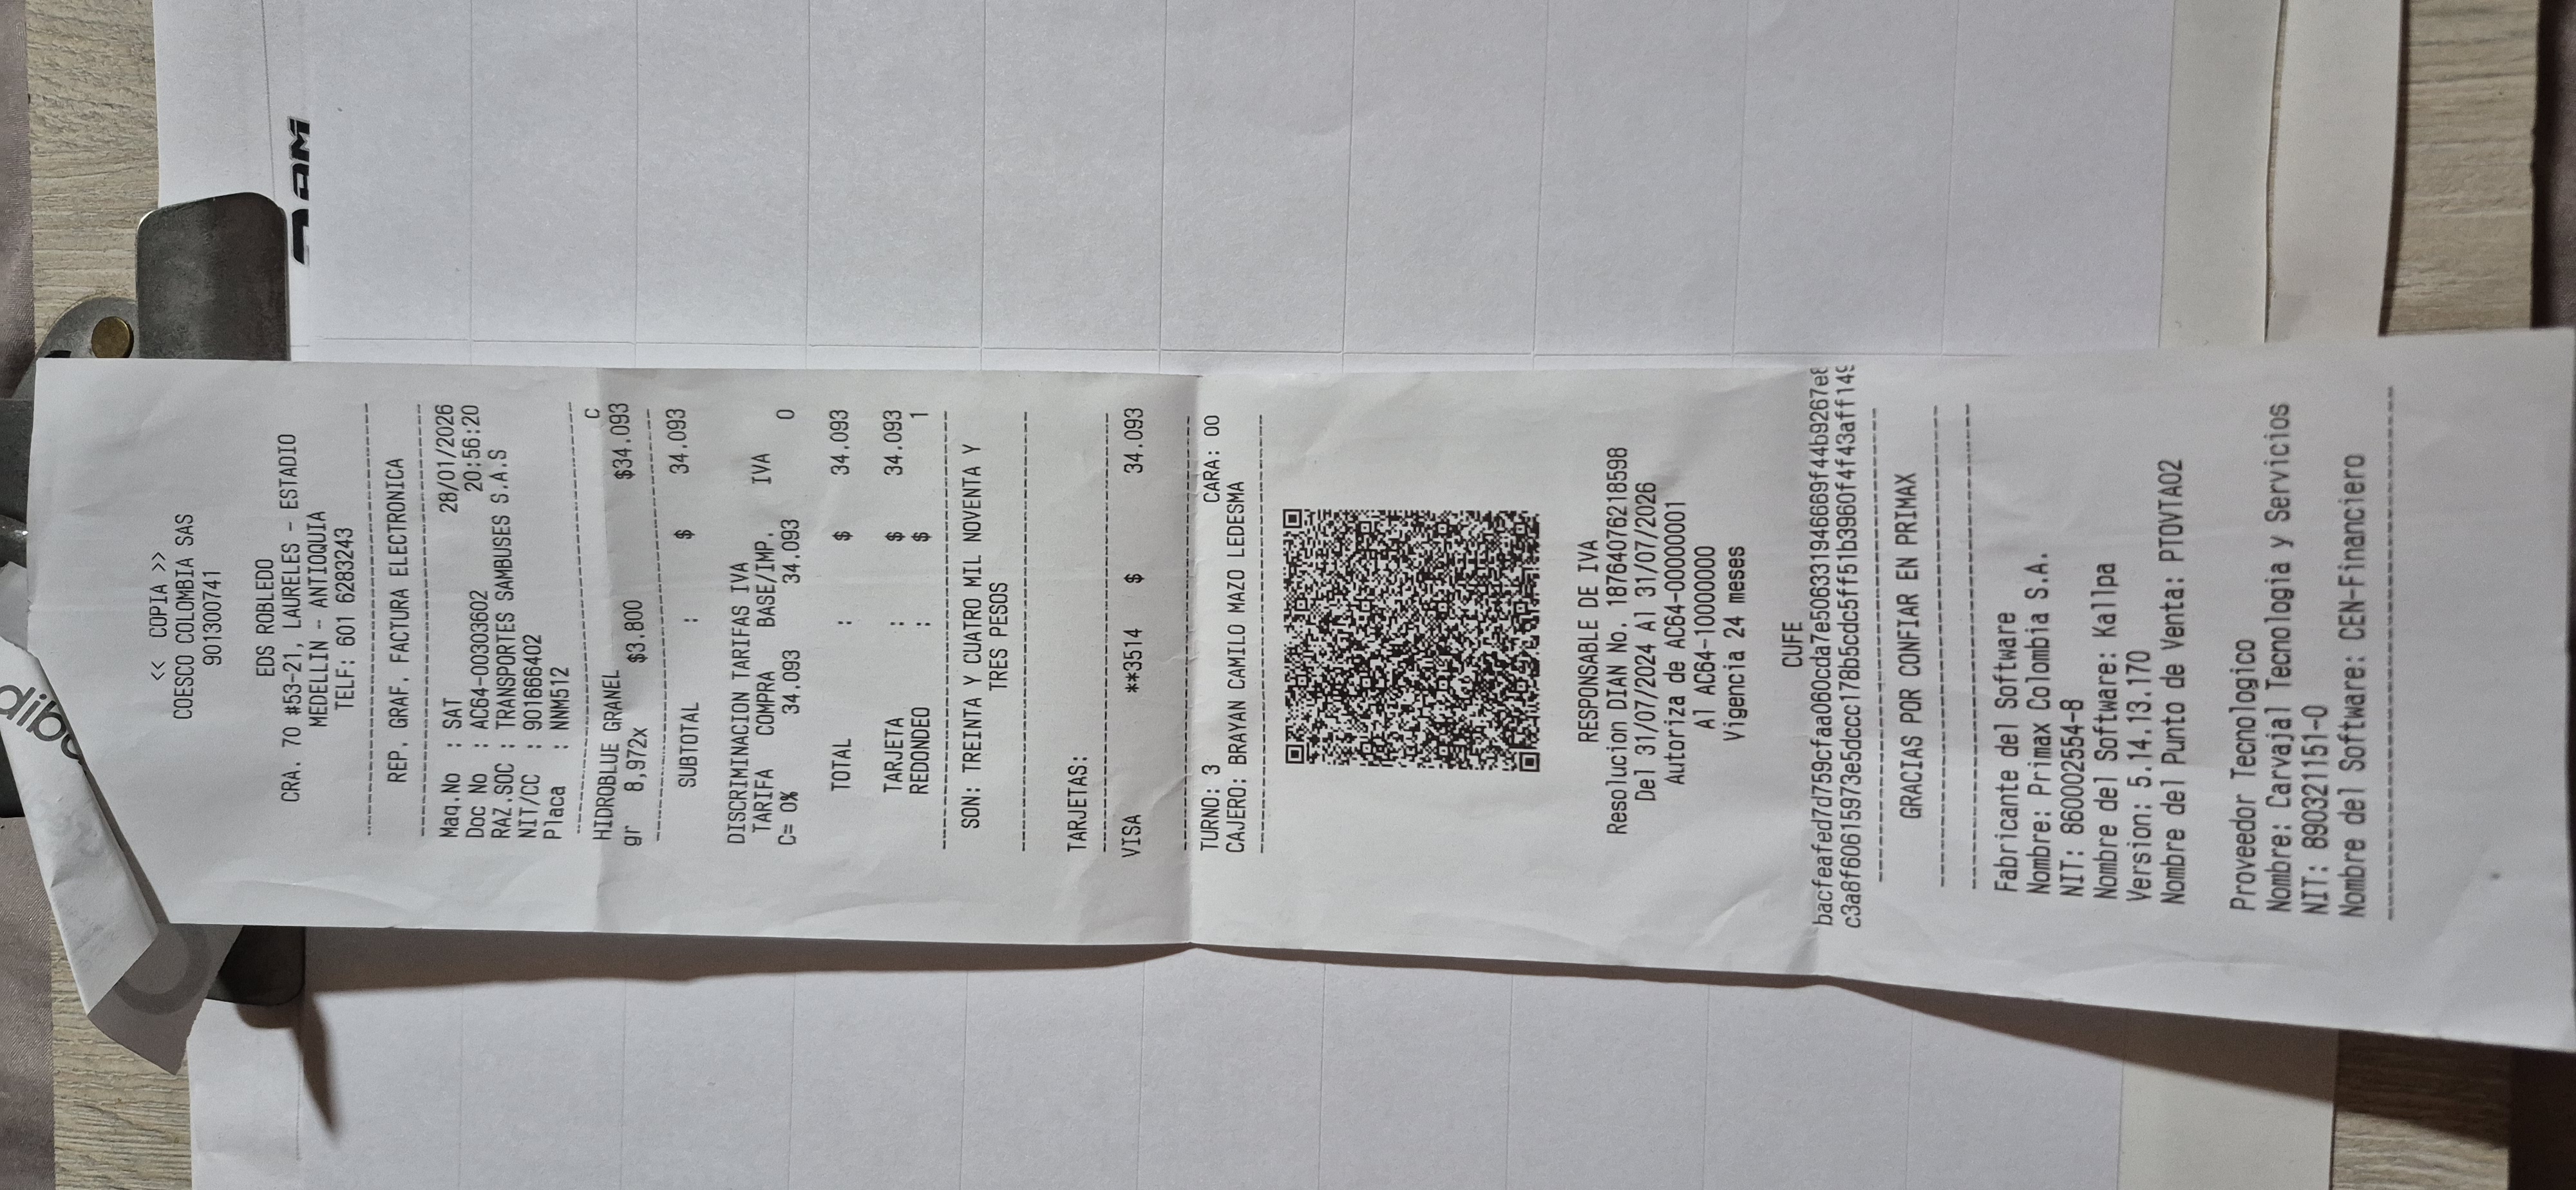 << COPIA >>
COESCO COLOMBIA SAS
901300741
EDS ROBLEDO
CRA. 70 #53-21, LAURELES - ESTADIO
MEDELLIN - ANTIOQUIA
TELF: 601 6283243
REP. GRAF. FACTURA ELECTRONICA
Maq.No : SAT 28/01/2026
Doc No : AC64-00303602 20:56:20
RAZ.SOC : TRANSPORTES SAMBUSES S.A.S
NIT/CC : 901666402
Placa : NNM512
HIDROBLUE GRANEL C
gr 8,972x $3.800 $34.093
SUBTOTAL : $ 34.093
DISCRIMINACION TARIFAS IVA
TARIFA COMPRA BASE/IMP. IVA
C= 0% 34.093 34.093 0
TOTAL : $ 34.093
TARJETA : $ 34.093
REDONDEO : $ 1
SON: TREINTA Y CUATRO MIL NOVENTA Y
TRES PESOS
TARJETAS:
VISA **3514 $ 34.093
TURNO: 3 CARA: 00
CAJERO: BRAYAN CAMILO MAZO LEDESMA
RESPONSABLE DE IVA
Resolucion DIAN No. 18764076218598
Del 31/07/2024 Al 31/07/2026
Autoriza de AC64-00000001
Al AC64-10000000
Vigencia 24 meses
CUFE
bacfeafed7d759cfaa060cda7e5063319466​69f44b9267e8
c3a8f606159​73e5dccc178b5cdc5ff51b3960f4f43aff149
GRACIAS POR CONFIAR EN PRIMAX
Fabricante del Software
Nombre: Primax Colombia S.A.
NIT: 860002554-8
Nombre del Software: Kallpa
Version: 5.14.13.170
Nombre del Punto de Venta: PTOVTA02
Proveedor Tecnologico
Nombre: Carvajal Tecnologia y Servicios
NIT: 890321151-0
Nombre del Software: CEN-Financiero